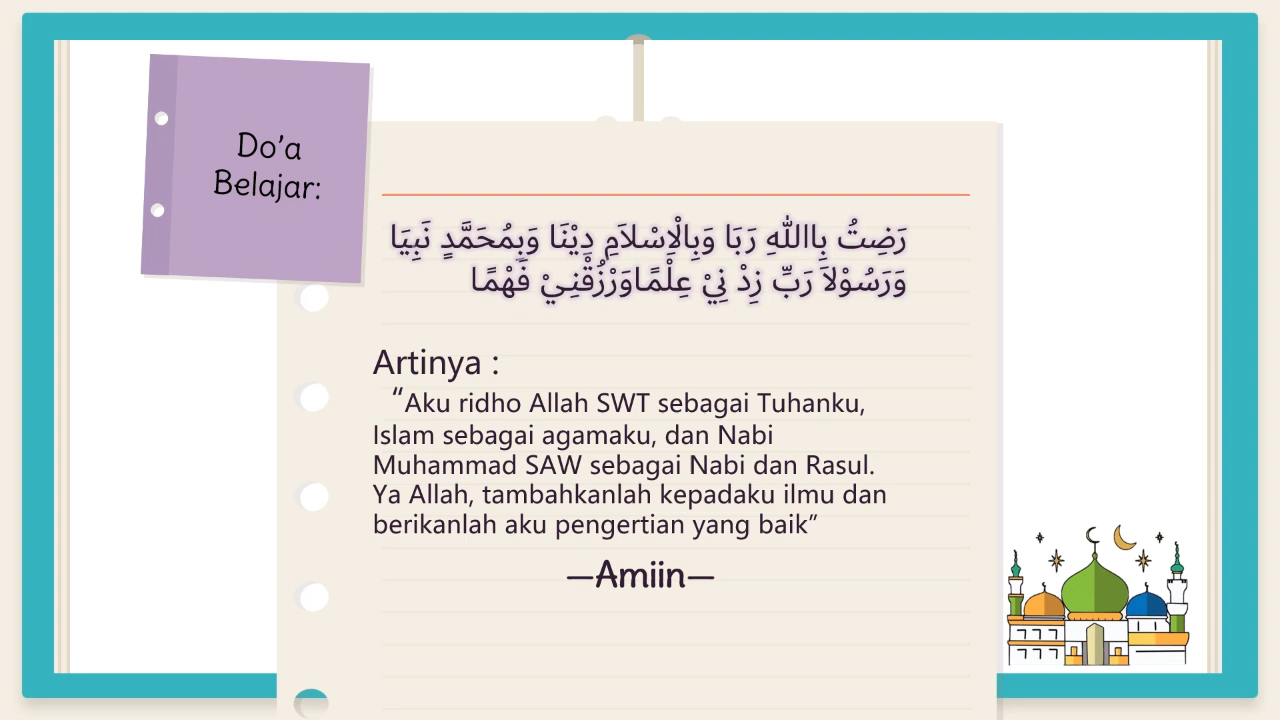 Do’a
Belajar:
رَضِتُ بِاللهِ رَبَا وَبِالْاِسْلاَمِ دِيْنَا وَبِمُحَمَّدٍ نَبِيَا
وَرَسُوْلاَ رَبِّ زِدْ نِيْ عِلْمًاوَرْزُقْنِيْ فَهْمًا
Artinya :
“Aku ridho Allah SWT sebagai Tuhanku,
Islam sebagai agamaku, dan Nabi
Muhammad SAW sebagai Nabi dan Rasul.
Ya Allah, tambahkanlah kepadaku ilmu dan
berikanlah aku pengertian yang baik”
—Amiin—